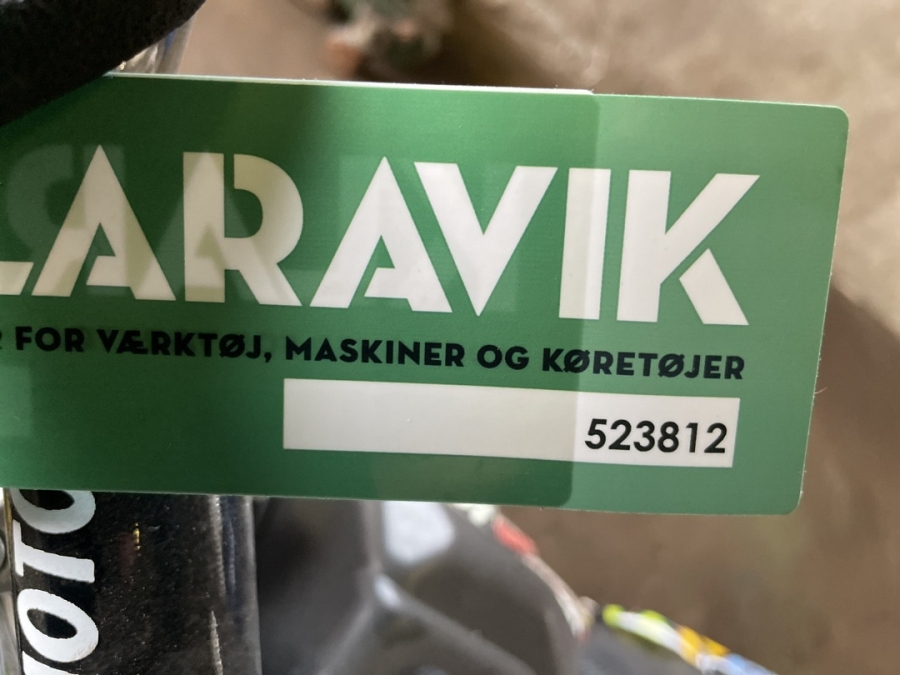 LARAVIK
FOR VÆRKTØJ, MASKINER OG KØRETØJER
523812